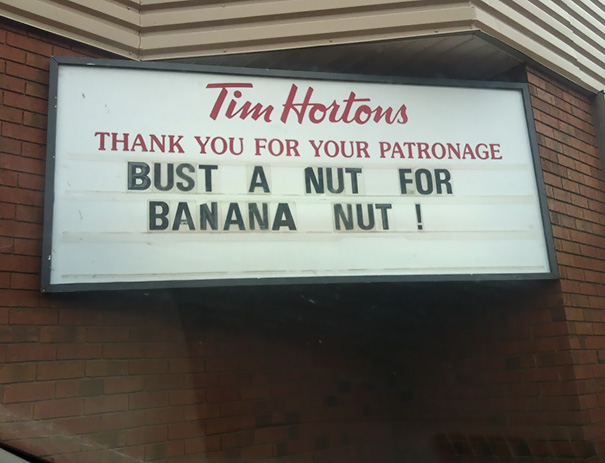 Tim Hortons
THANK YOU FOR YOUR PATRONAGE
BUST A NUT FOR
BANANA NUT !